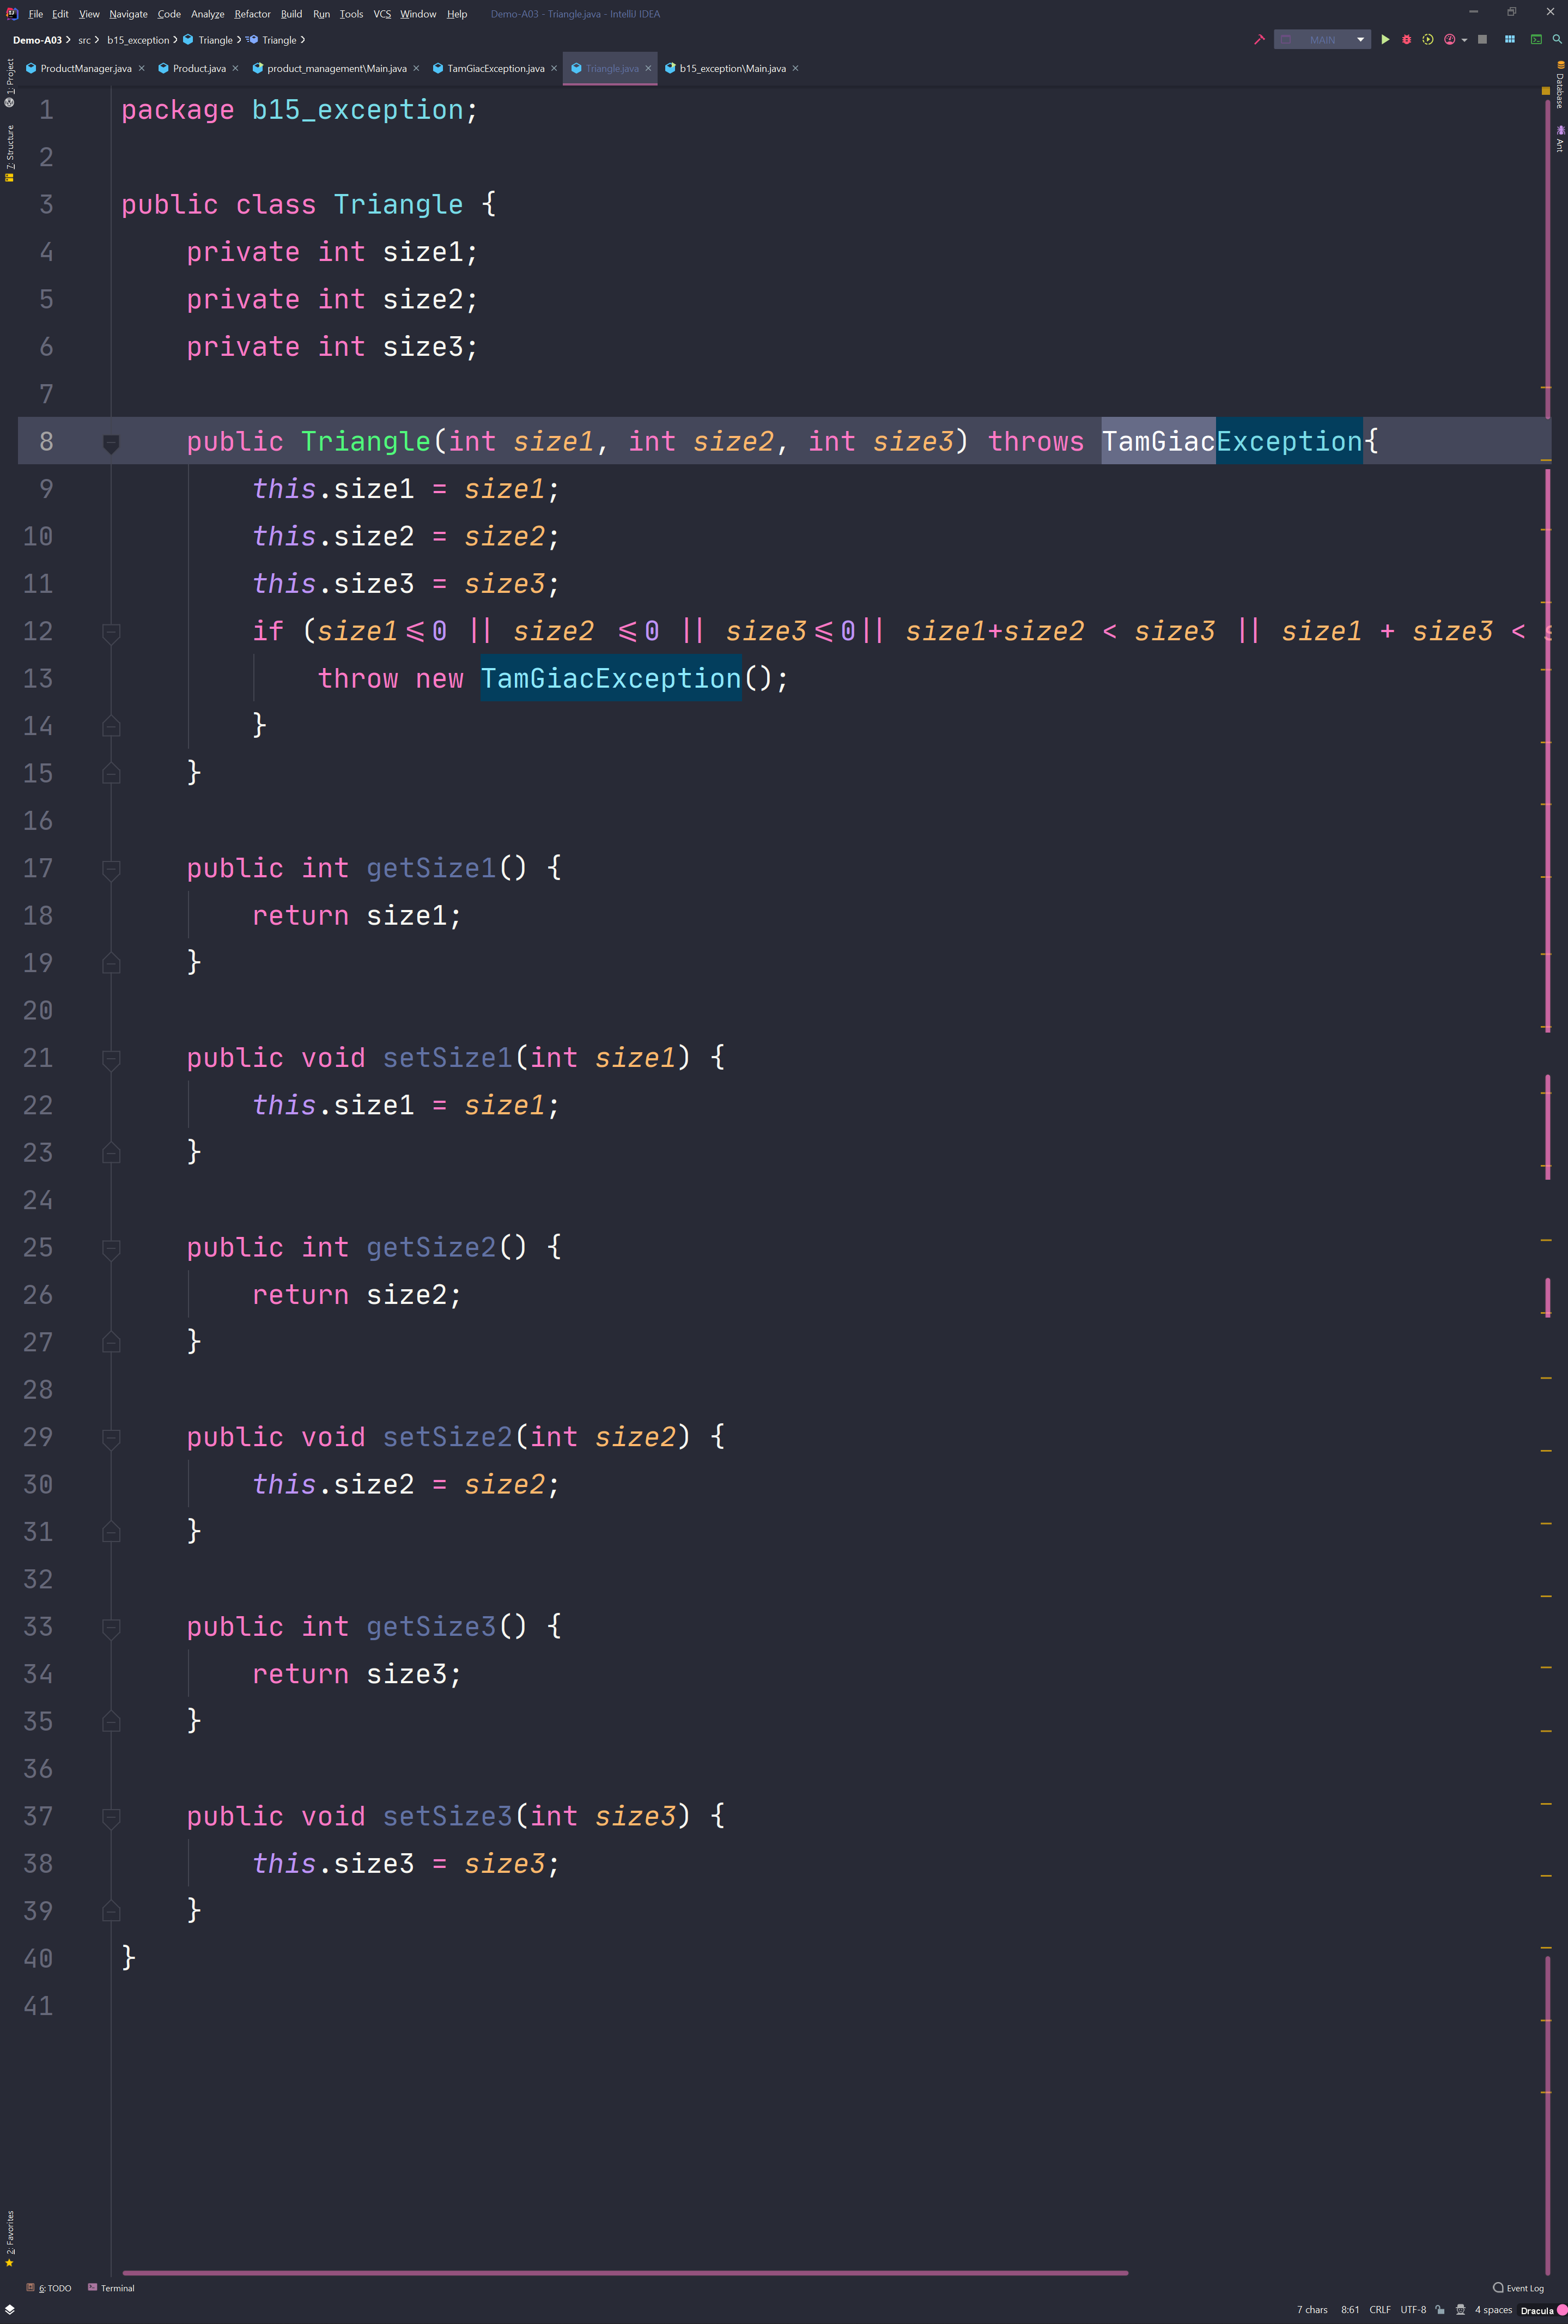 File Edit View Navigate Code Analyze Refactor Build Run Tools VCS Window Help Demo-A03 - Triangle.java - IntelliJ IDEA
Demo-A03 src b15_exception Triangle Triangle MAIN
ProductManager.java Product.java product_management\Main.java TamGiacException.java Triangle.java b15_exception\Main.java
1: Project
7: Structure
Database
Ant
1 package b15_exception;
2
3 public class Triangle {
4 private int size1;
5 private int size2;
6 private int size3;
7
8 public Triangle(int size1, int size2, int size3) throws TamGiacException{
9 this.size1 = size1;
10 this.size2 = size2;
11 this.size3 = size3;
12 if (size1<=0 || size2 <=0 || size3<=0|| size1+size2 < size3 || size1 + size3 <
13 throw new TamGiacException();
14 }
15 }
16
17 public int getSize1() {
18 return size1;
19 }
20
21 public void setSize1(int size1) {
22 this.size1 = size1;
23 }
24
25 public int getSize2() {
26 return size2;
27 }
28
29 public void setSize2(int size2) {
30 this.size2 = size2;
31 }
32
33 public int getSize3() {
34 return size3;
35 }
36
37 public void setSize3(int size3) {
38 this.size3 = size3;
39 }
40 }
41
2: Favorites
6: TODO Terminal Event Log
7 chars 8:61 CRLF UTF-8 4 spaces Dracula